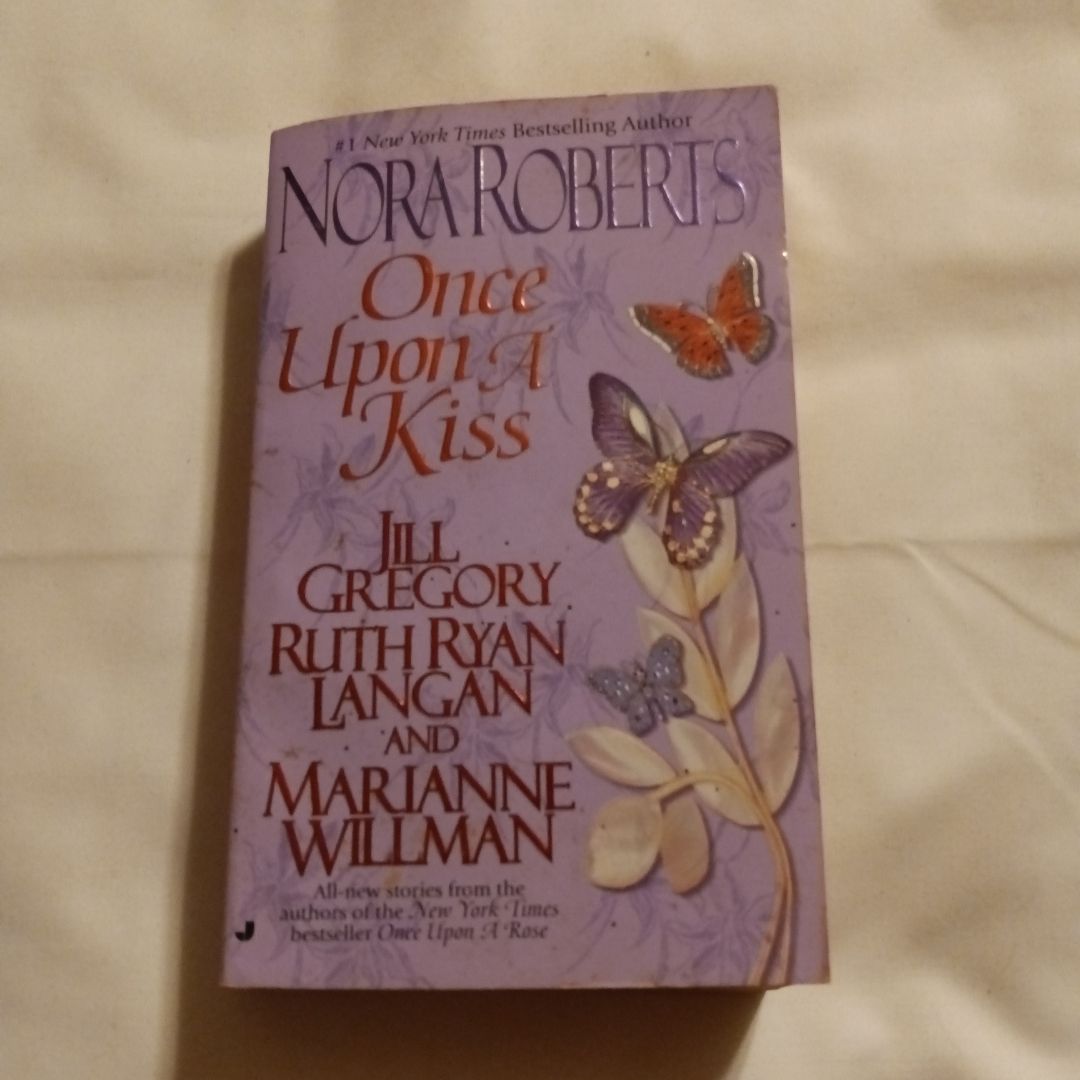 #1 New York Times Bestselling Author
NORA ROBERTS
Once
Upon A
Kiss
JILL
GREGORY
RUTH RYAN
LANGAN
AND
MARIANNE
WILLMAN
All-new stories from the
authors of the New York Times
bestseller Once Upon A Rose
J